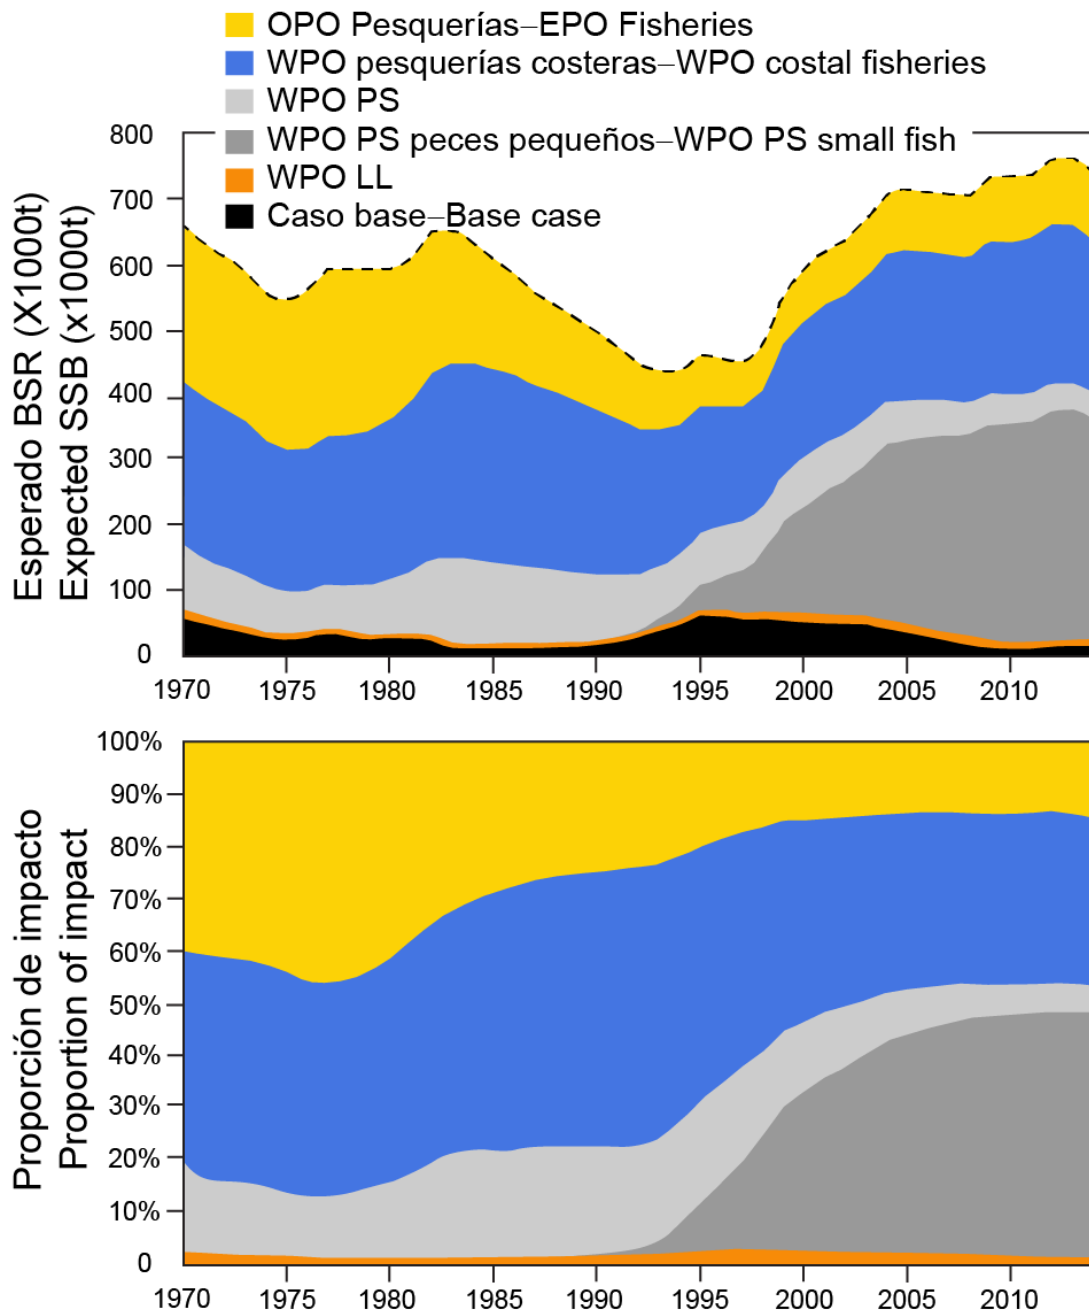 OPO Pesquerías–EPO Fisheries
WPO pesquerías costeras–WPO costal fisheries
WPO PS
WPO PS peces pequeños–WPO PS small fish
WPO LL
Caso base–Base case
Esperado BSR (X1000t)
Expected SSB (x1000t)
800
700
600
500
400
300
200
100
0
1970 1975 1980 1985 1990 1995 2000 2005 2010
Proporción de impacto
Proportion of impact
100%
90%
80%
70%
60%
50%
40%
30%
20%
10%
0
1970 1975 1980 1985 1990 1995 2000 2005 2010